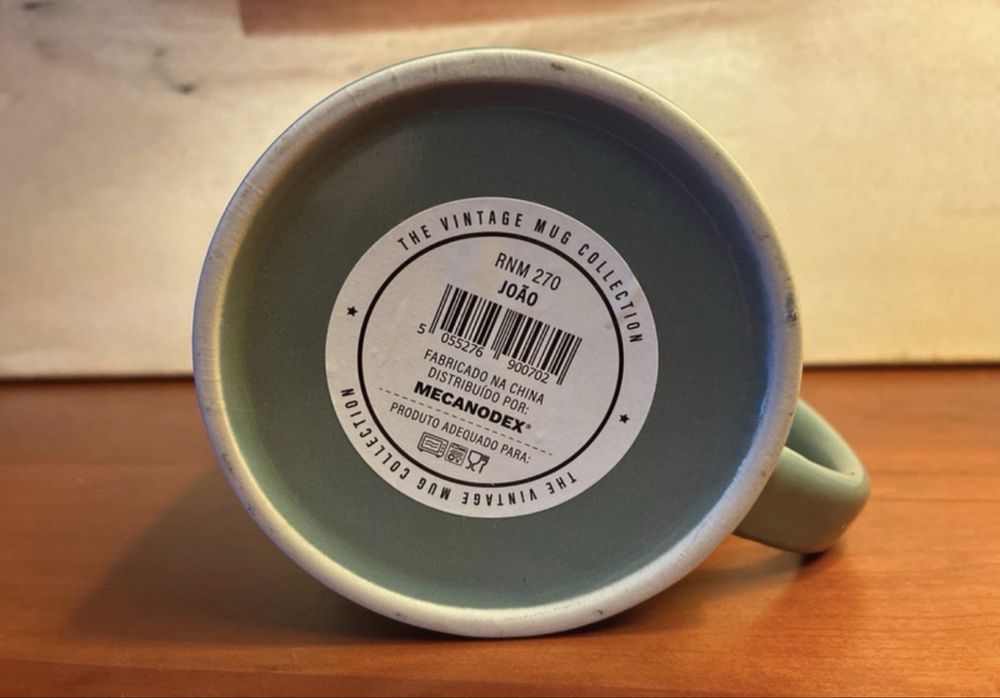 THE VINTAGE MUG COLLECTION
RNM 270
JOÃO
5 055276 900702
FABRICADO NA CHINA
DISTRIBUÍDO POR:
MECANODEX®
PRODUTO ADEQUADO PARA:
THE VINTAGE MUG COLLECTION